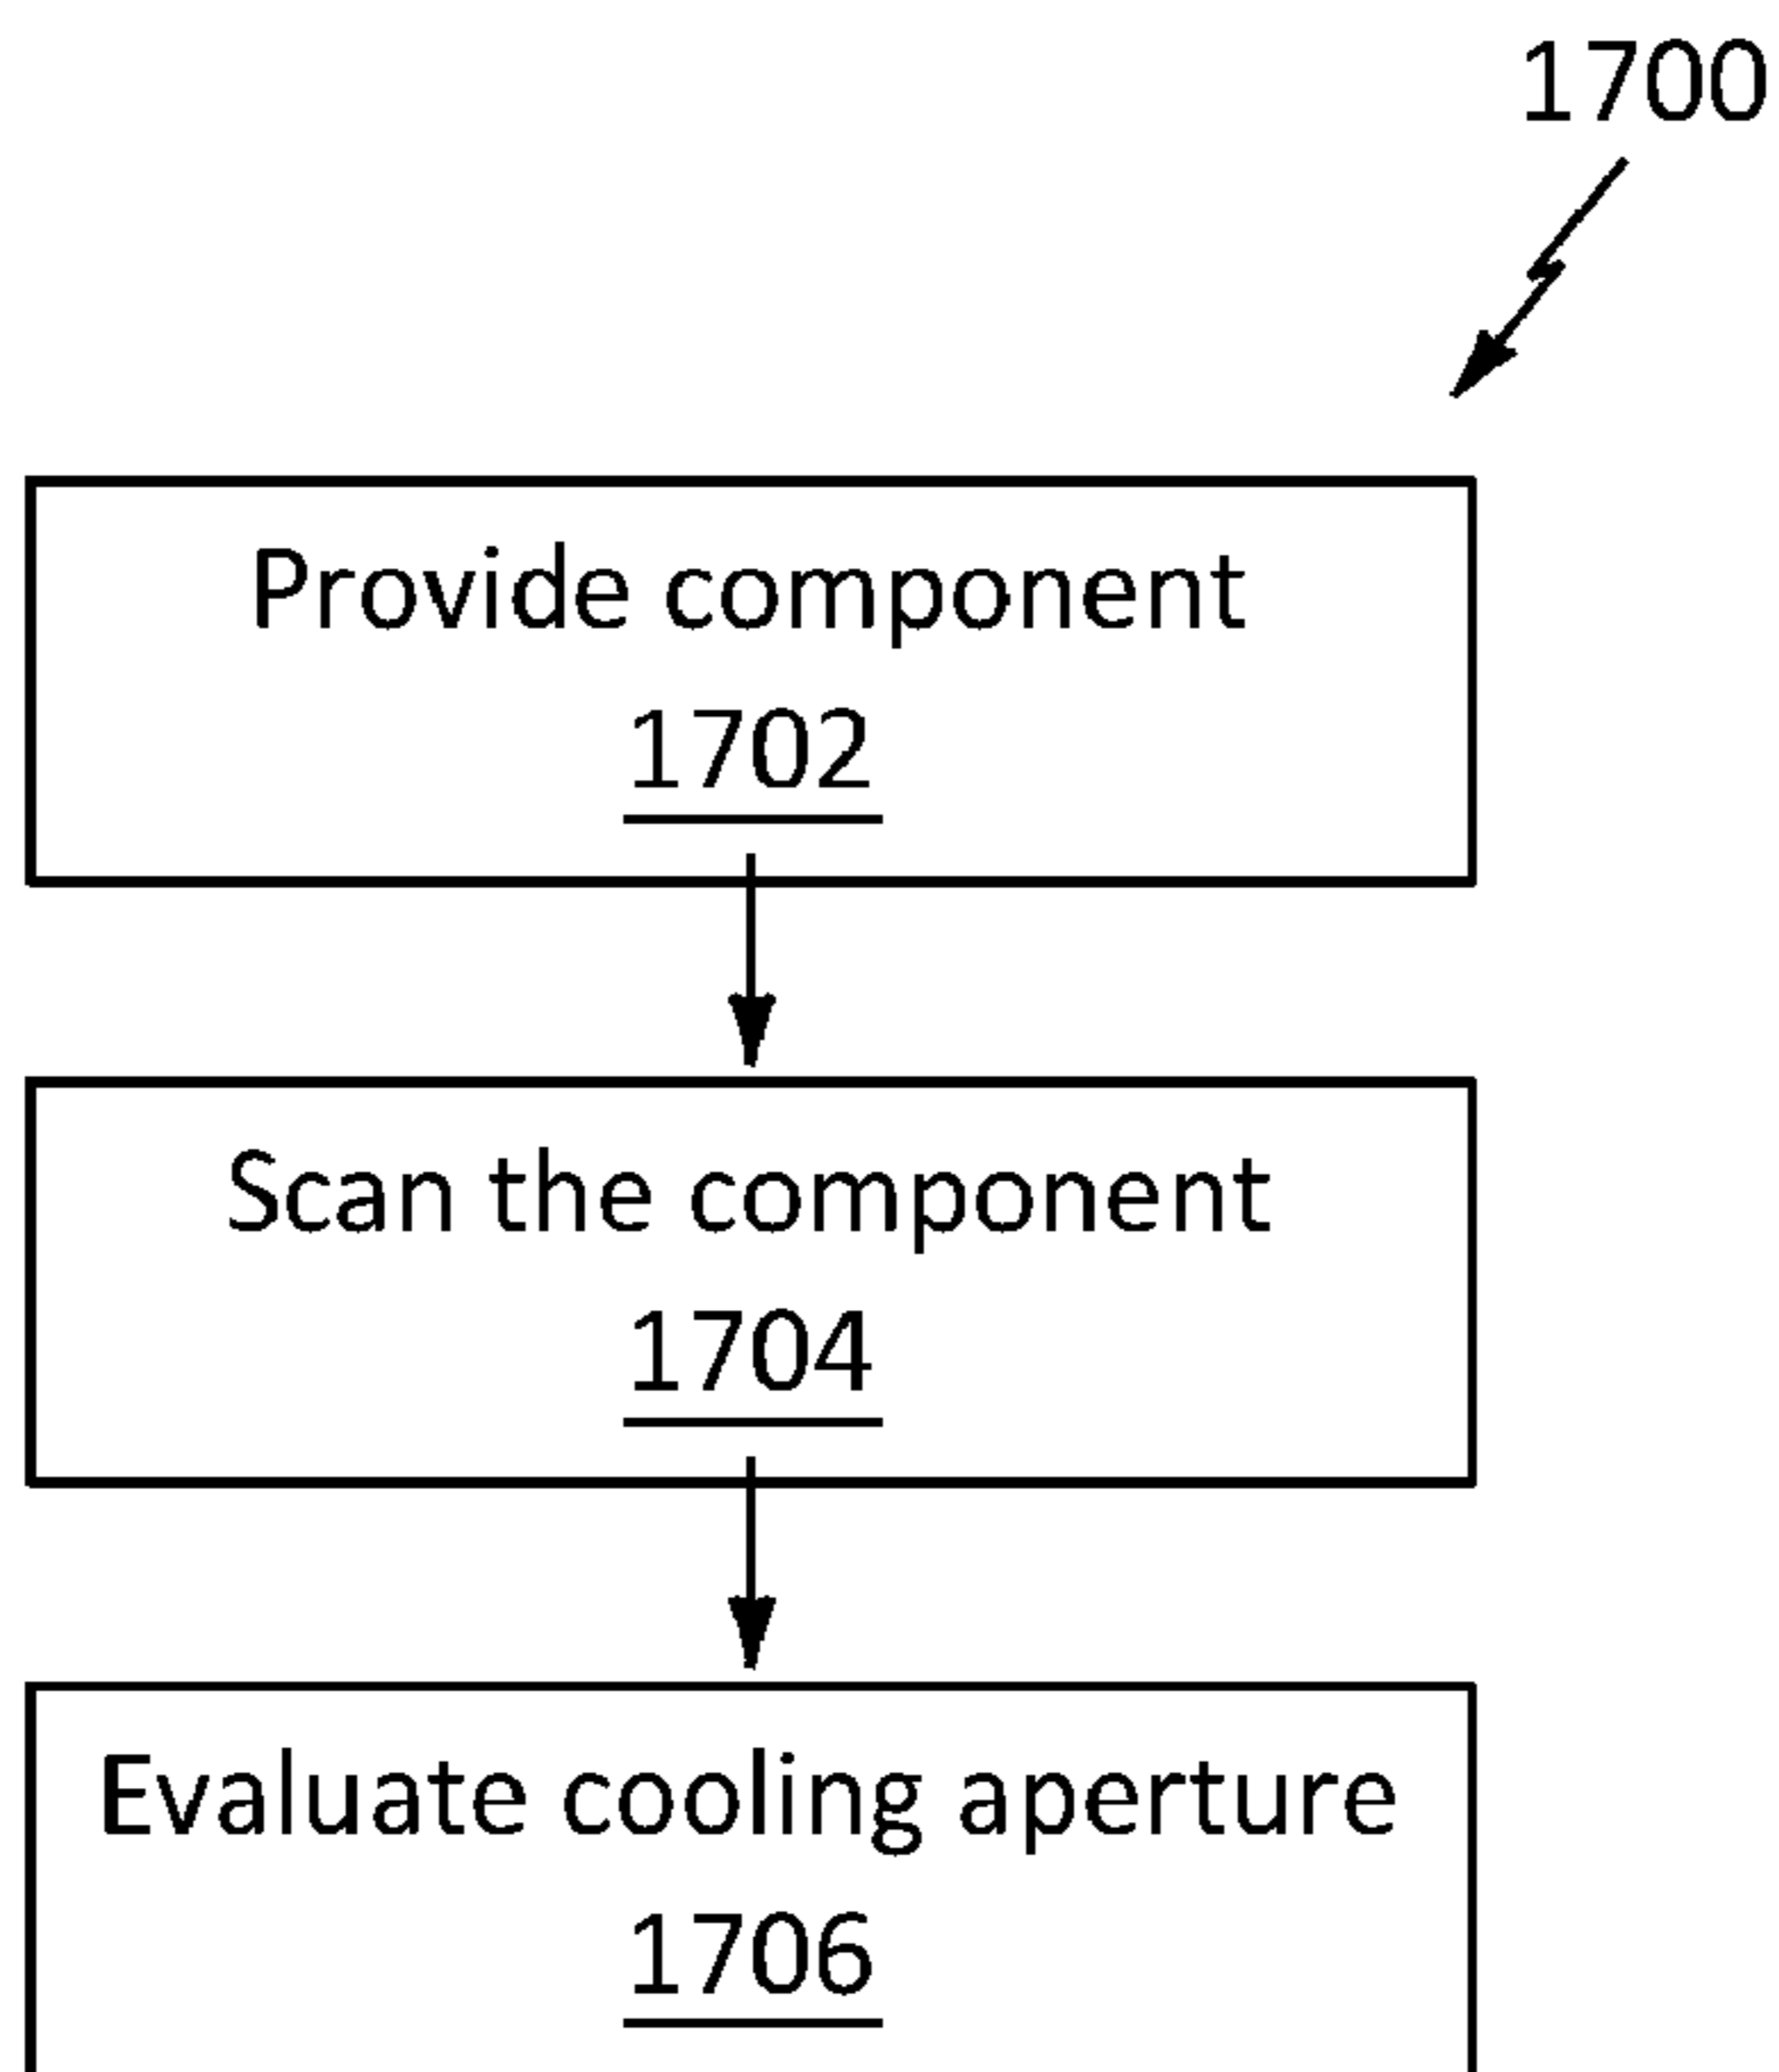 1700
Provide component
1702
Scan the component
1704
Evaluate cooling aperture
1706